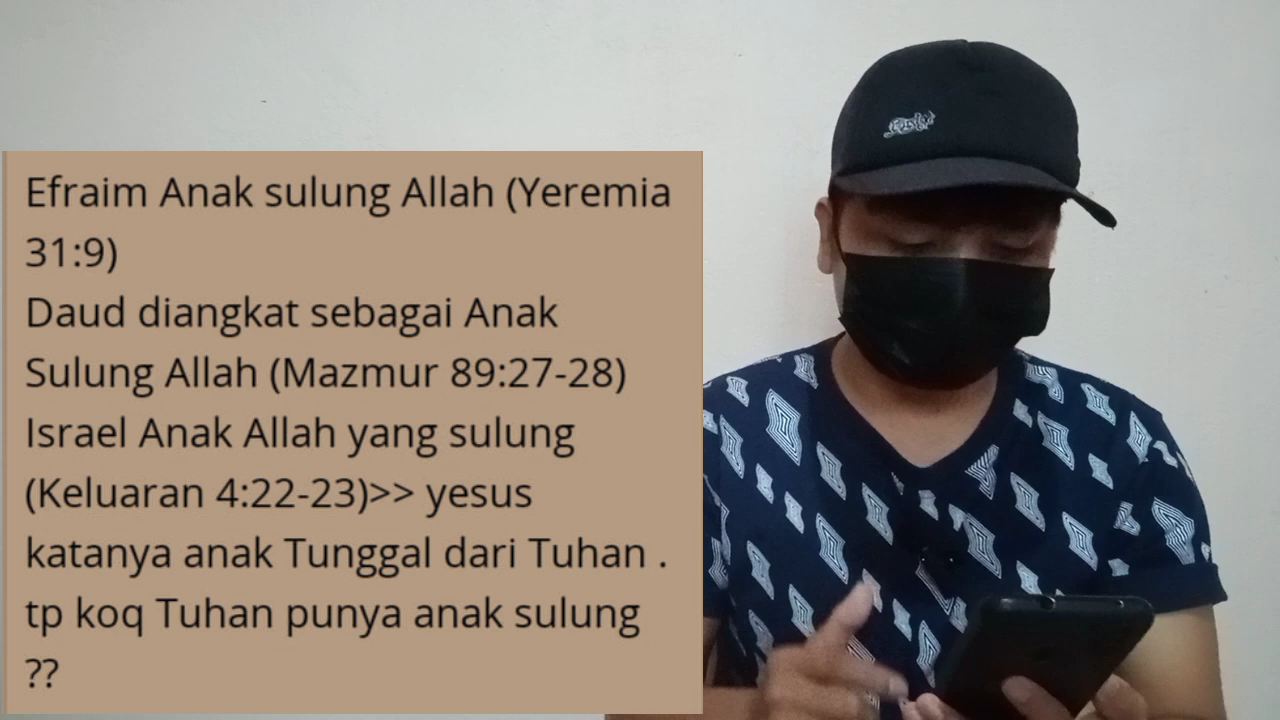 Efraim Anak sulung Allah (Yeremia
31:9)
Daud diangkat sebagai Anak
Sulung Allah (Mazmur 89:27-28)
Israel Anak Allah yang sulung
(Keluaran 4:22-23)>> yesus
katanya anak Tunggal dari Tuhan .
tp koq Tuhan punya anak sulung
??